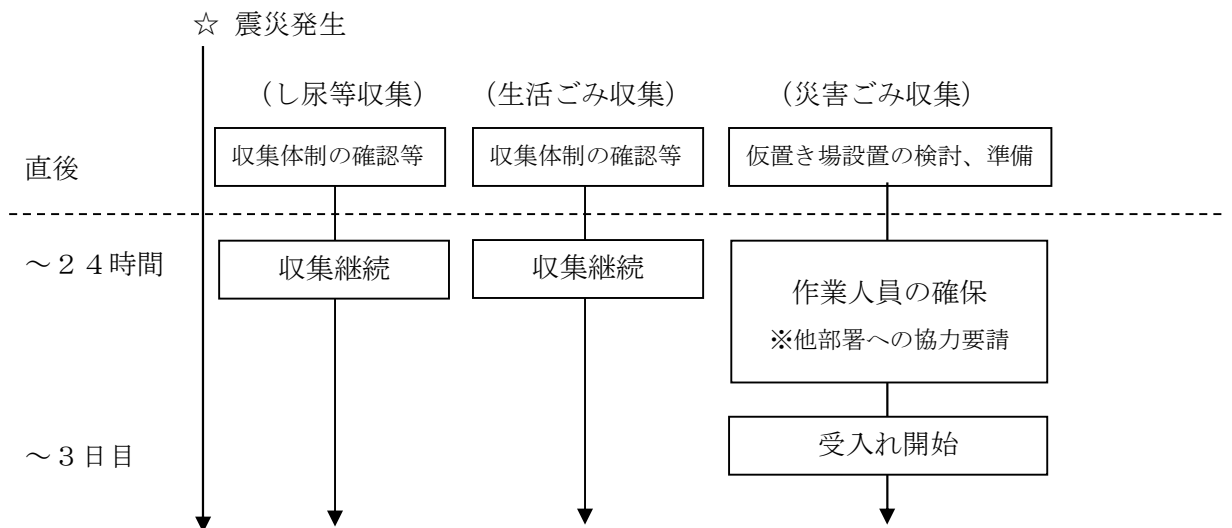 ☆ 震災発生
（し尿等収集）
（生活ごみ収集）
（災害ごみ収集）
直後
収集体制の確認等
収集体制の確認等
仮置き場設置の検討、準備
～２４時間
収集継続
収集継続
作業人員の確保
※他部署への協力要請
～３日目
受入れ開始